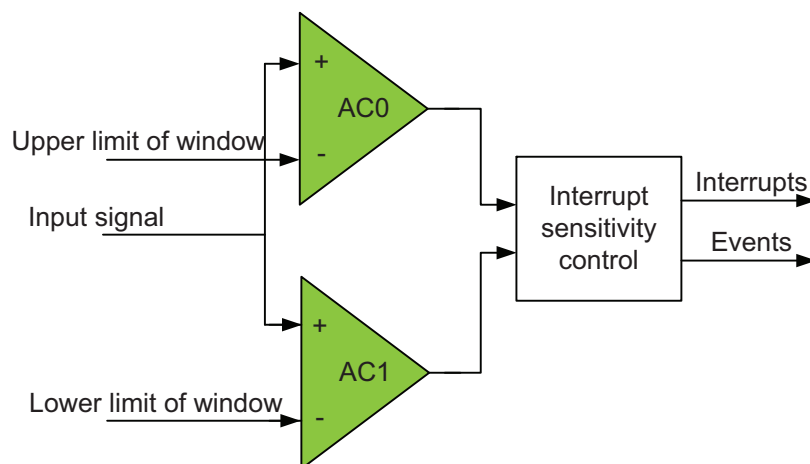 +
AC0
-
Upper limit of window
Input signal
Interrupt
sensitivity
control
Interrupts
Events
+
AC1
-
Lower limit of window